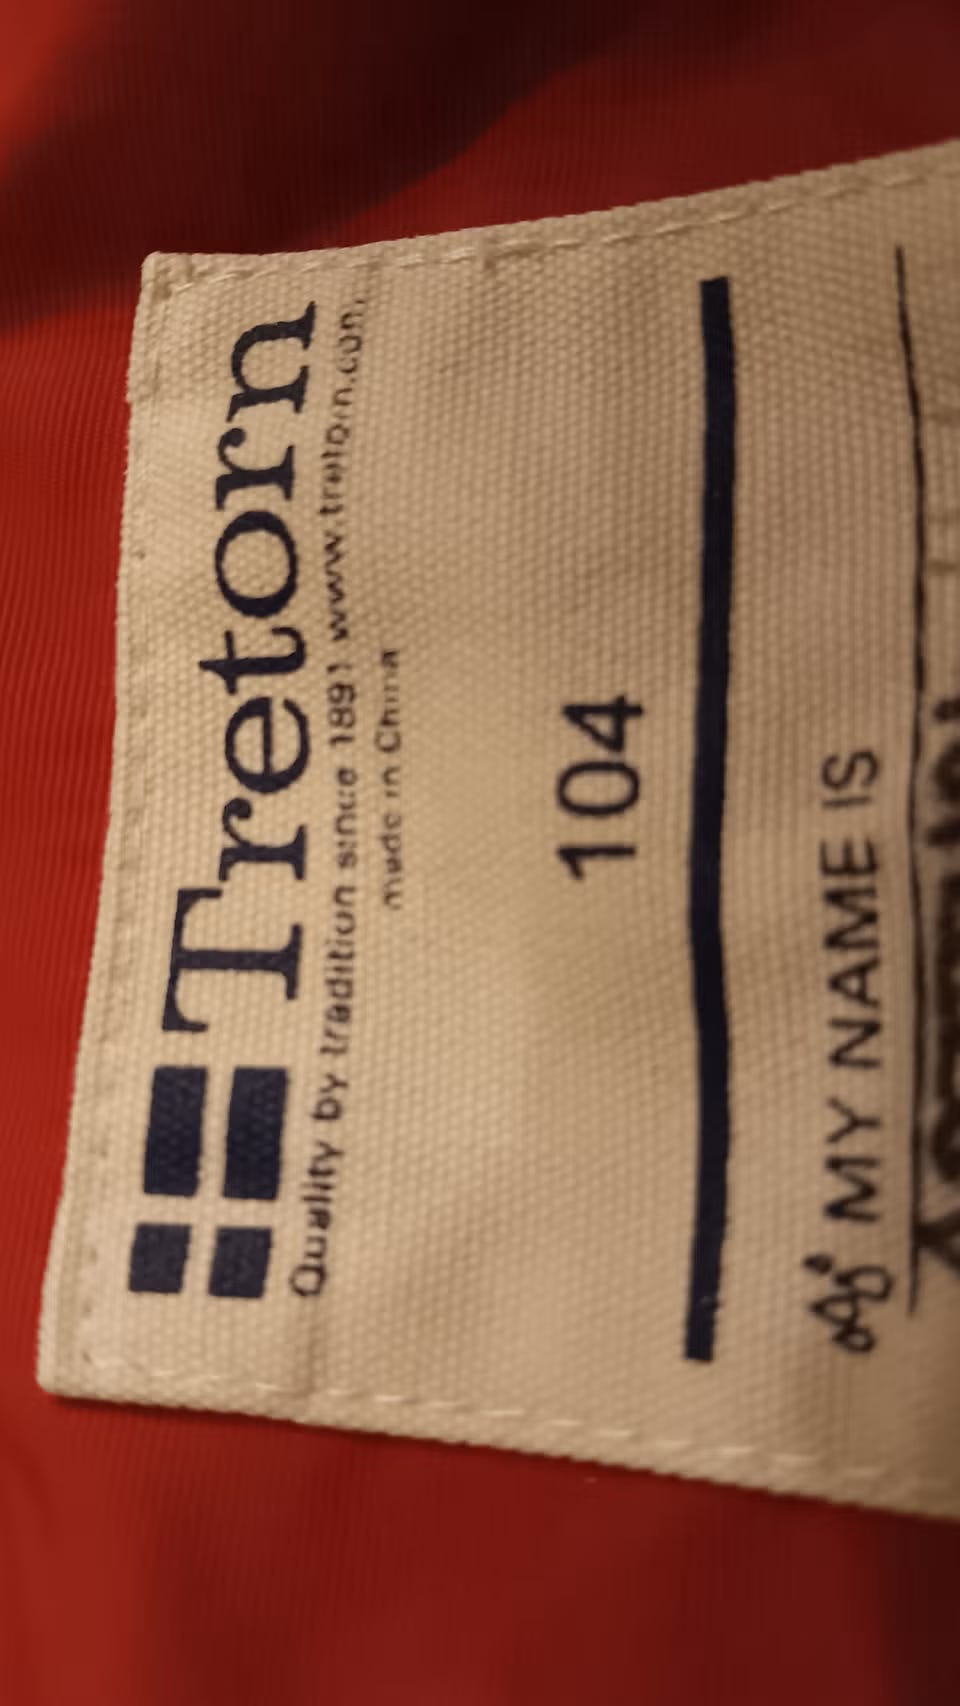 Tretorn
Quality by tradition since 1891 www.tretorn.com
made in China
104
MY NAME IS